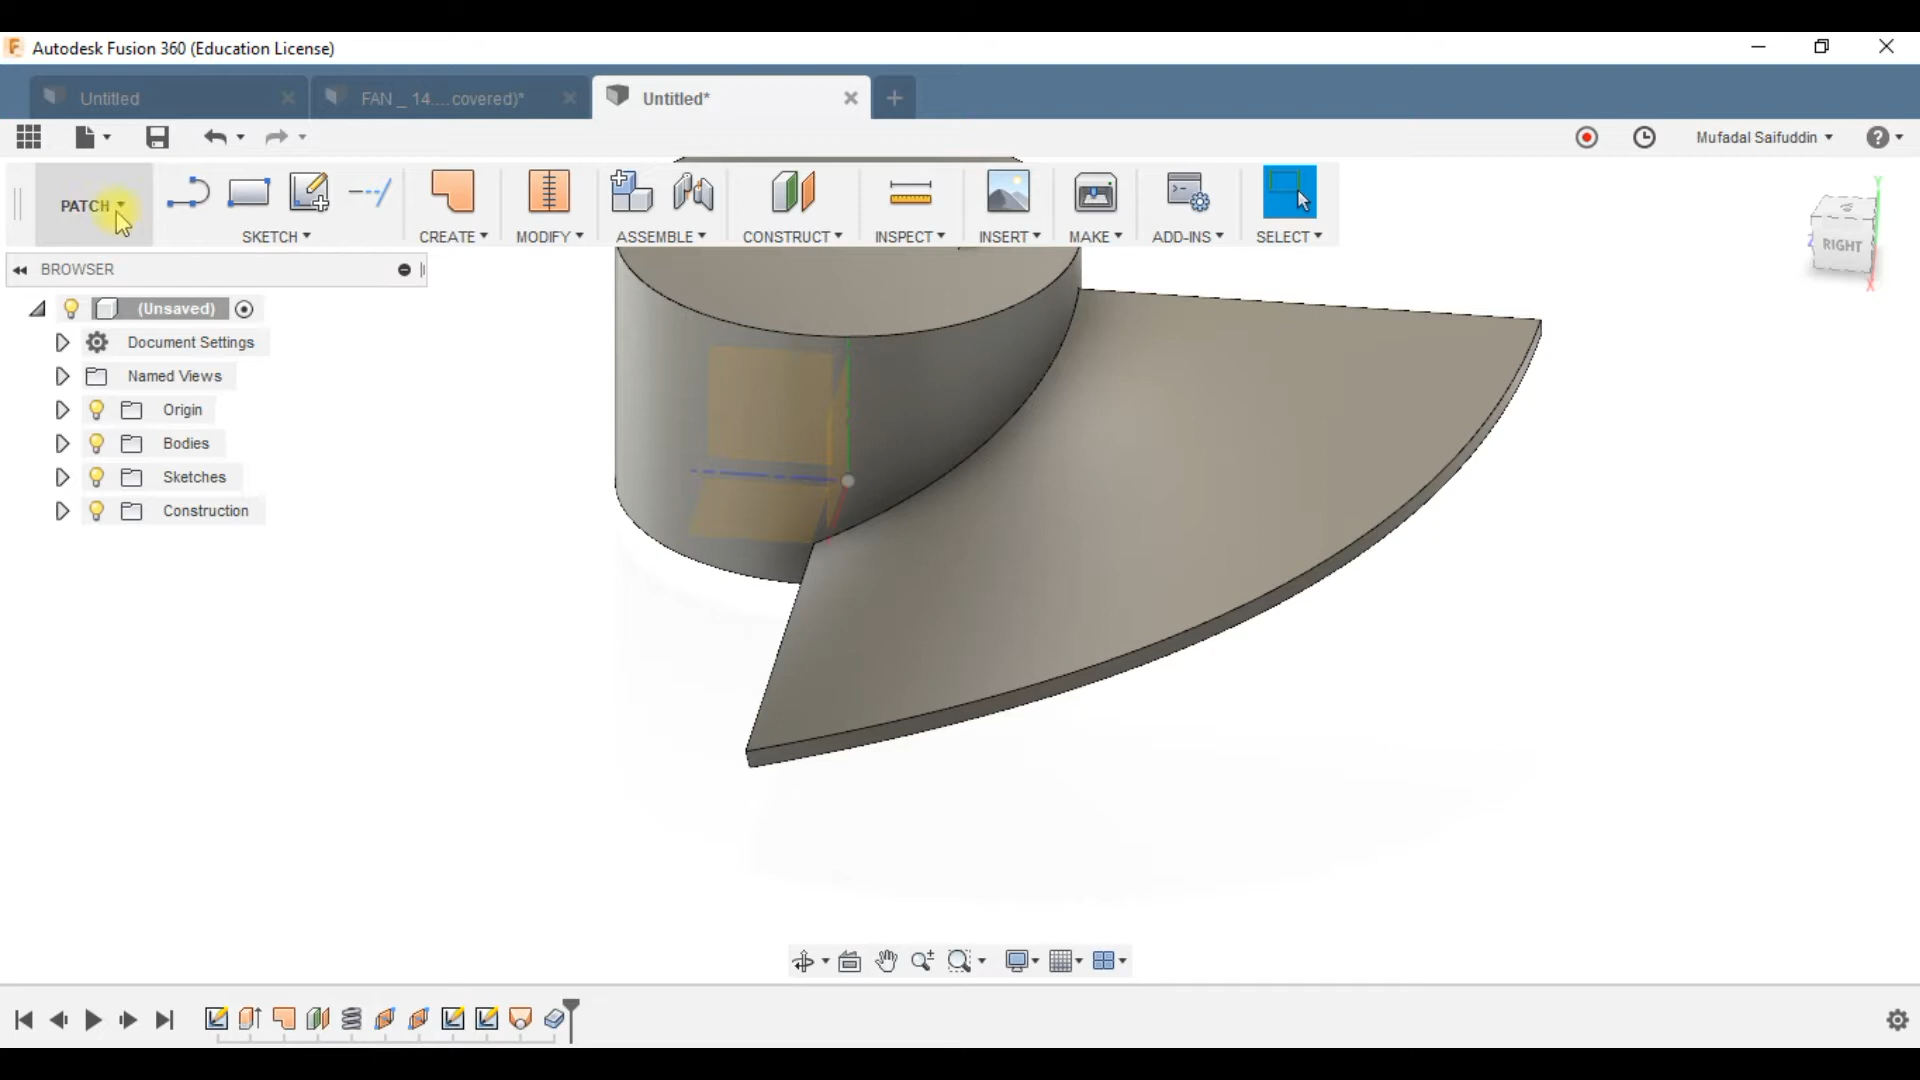 Autodesk Fusion 360 (Education License)
Untitled
FAN _ 14....covered)*
Untitled*
Mufadal Saifuddin
PATCH
SKETCH
CREATE
MODIFY
ASSEMBLE
CONSTRUCT
INSPECT
INSERT
MAKE
ADD-INS
SELECT
Y
RIGHT
Z
X
BROWSER
(Unsaved)
Document Settings
Named Views
Origin
Bodies
Sketches
Construction